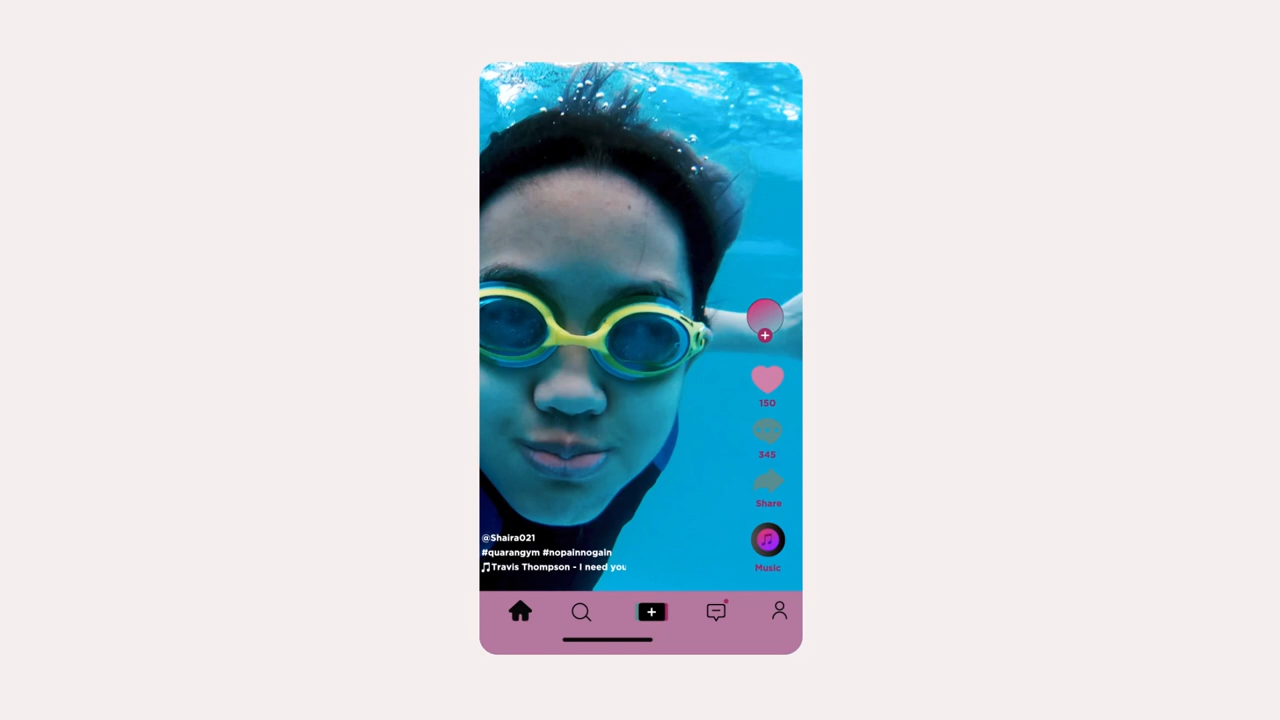 150
345
Share
@Shaira021
#quarangym #nopainnogain
Travis Thompson - I need you
Music